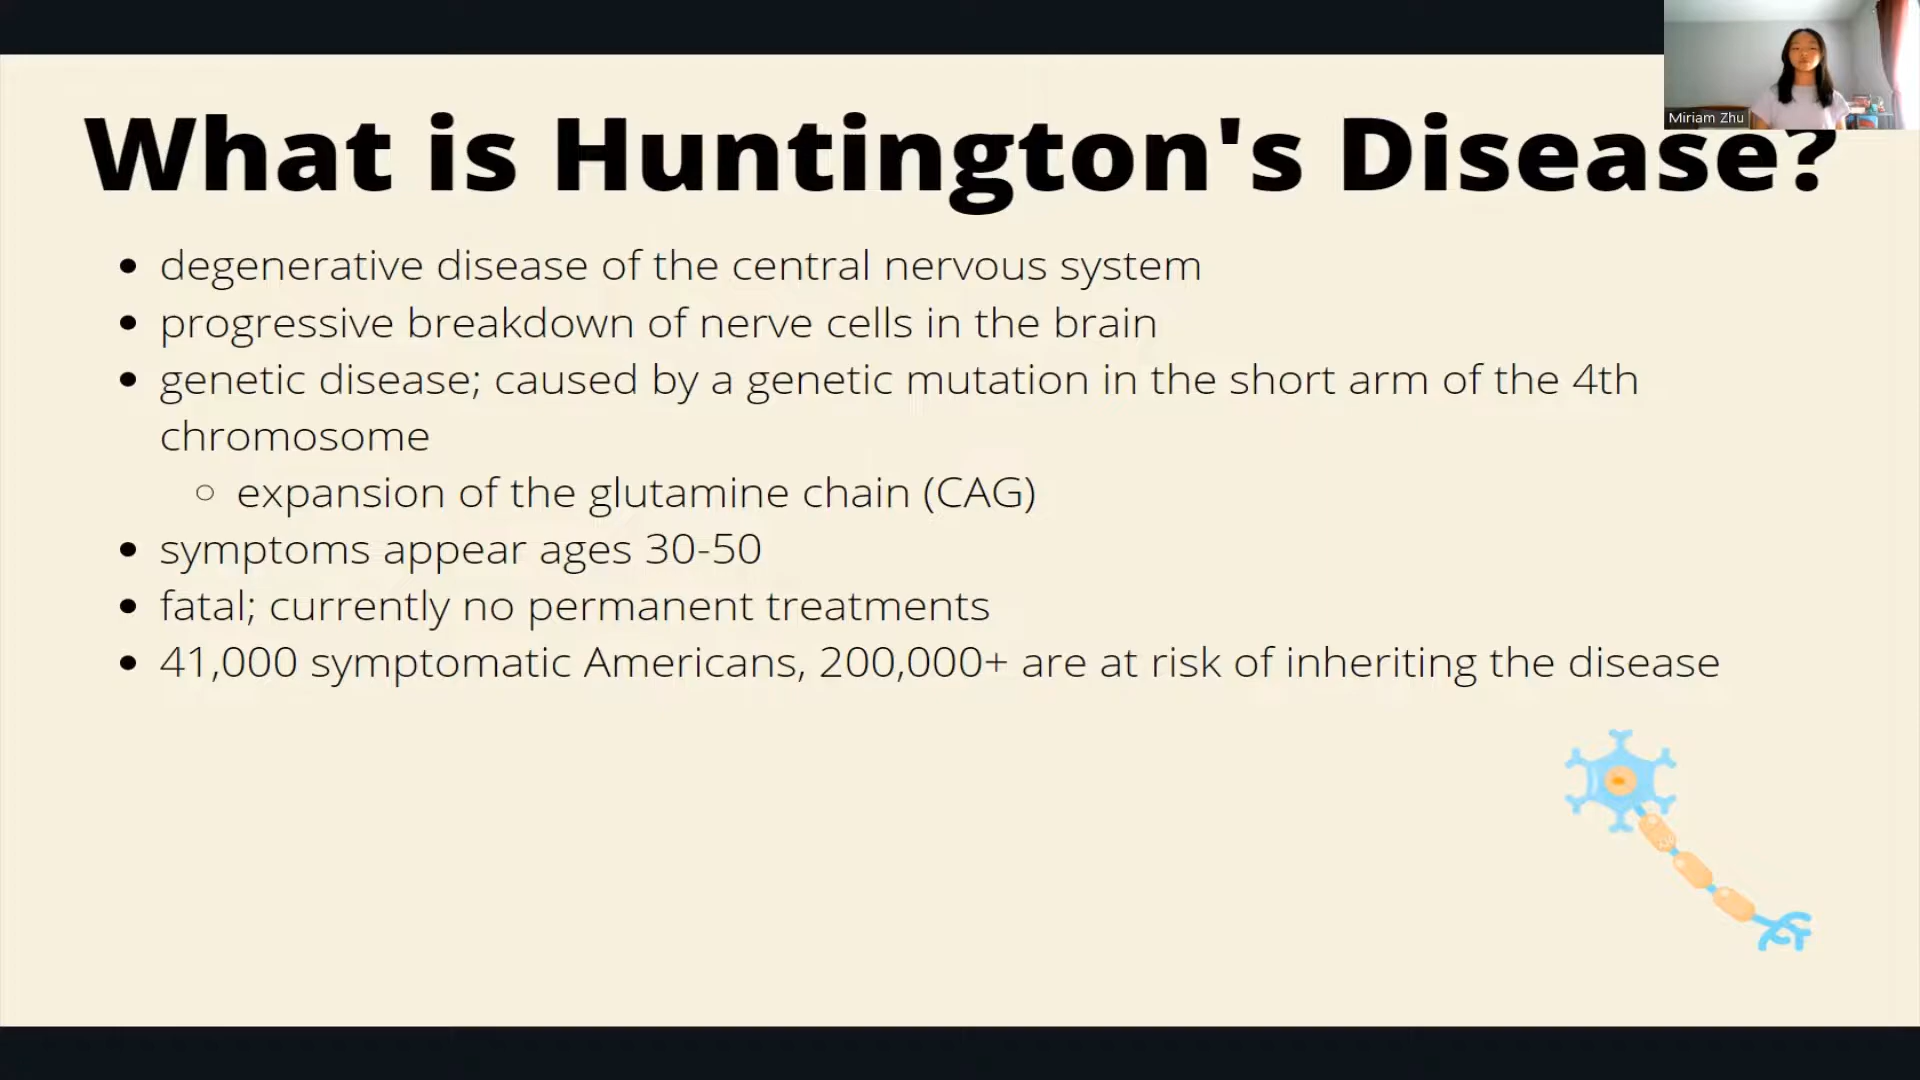 Miriam Zhu
What is Huntington's Disease?
degenerative disease of the central nervous system
progressive breakdown of nerve cells in the brain
genetic disease; caused by a genetic mutation in the short arm of the 4th
chromosome
expansion of the glutamine chain (CAG)
symptoms appear ages 30-50
fatal; currently no permanent treatments
41,000 symptomatic Americans, 200,000+ are at risk of inheriting the disease